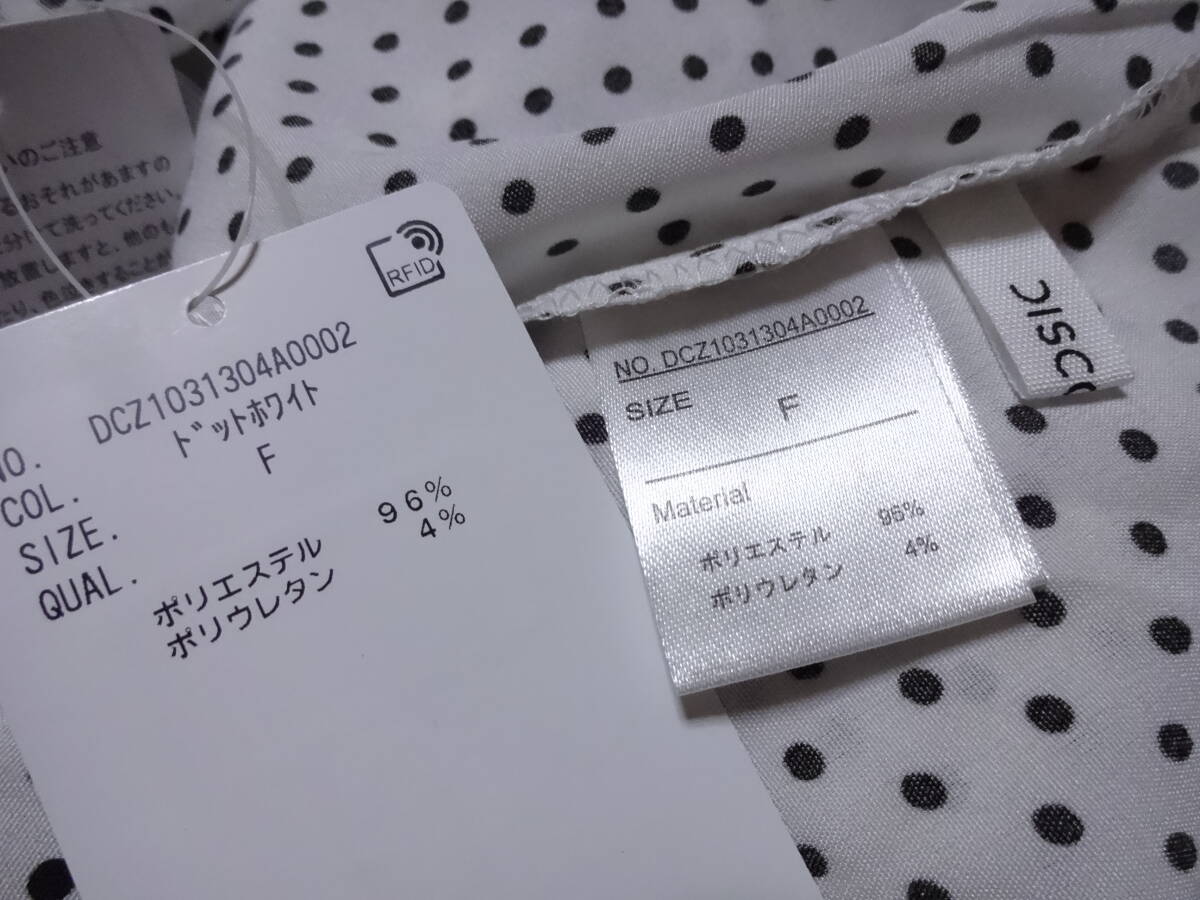 いのご注意
るおそれがありますの
て洗ってください。
放置しますと、他のも
RFID
NO. DCZ1031304A0002
COL. ドットホワイト
SIZE. F
QUAL.
ポリエステル 96%
ポリウレタン 4%
NO. DCZ1031304A0002
SIZE F
Material
ポリエステル 96%
ポリウレタン 4%
DISC